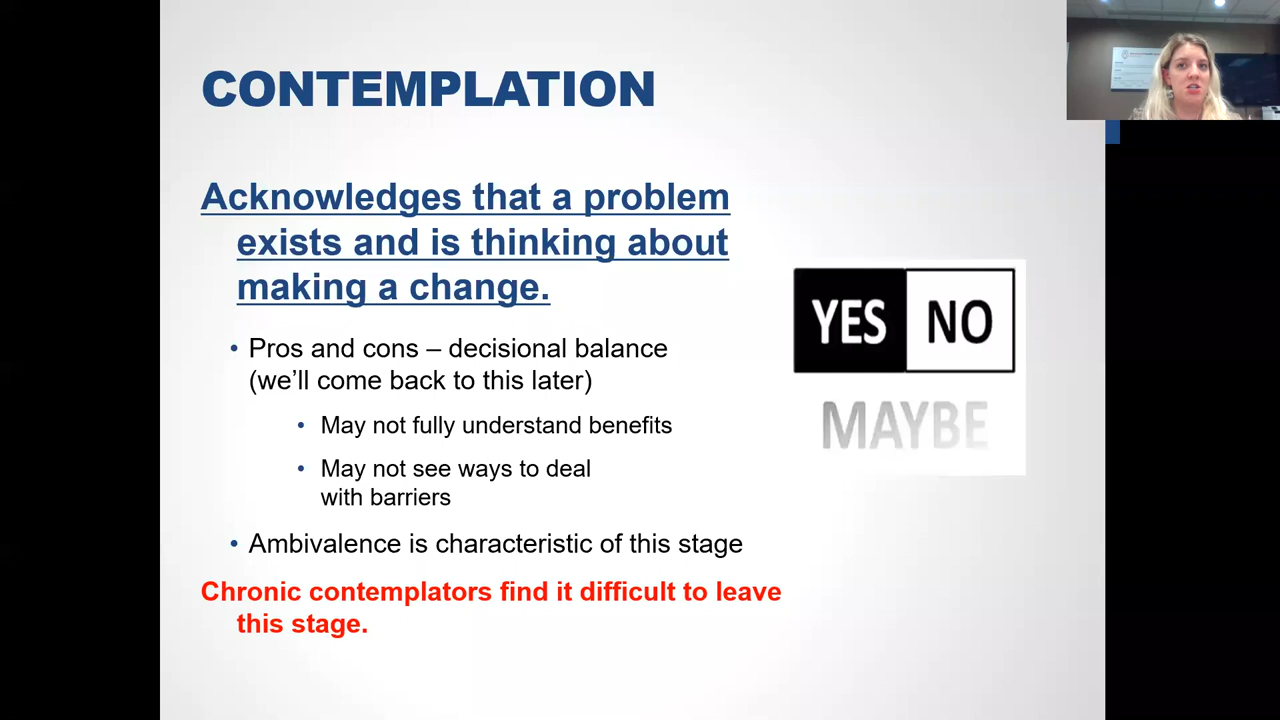 CONTEMPLATION
Acknowledges that a problem
exists and is thinking about
making a change.
• Pros and cons – decisional balance
(we’ll come back to this later)
• May not fully understand benefits
• May not see ways to deal
with barriers
• Ambivalence is characteristic of this stage
Chronic contemplators find it difficult to leave
this stage.
YES NO
MAYBE